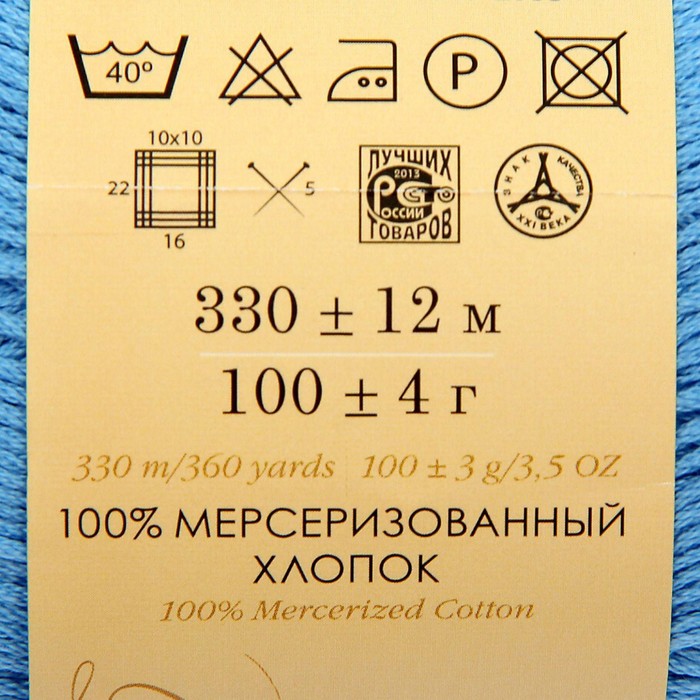 40°
P
10x10
22
5
16
ЛУЧШИХ
2013
РОССИИ
ТОВАРОВ
ЗНАК КАЧЕСТВА
XXI ВЕКА
330 ± 12 м
100 ± 4 г
330 m/360 yards 100 ± 3 g/3,5 OZ
100% МЕРСЕРИЗОВАННЫЙ
ХЛОПОК
100% Mercerized Cotton